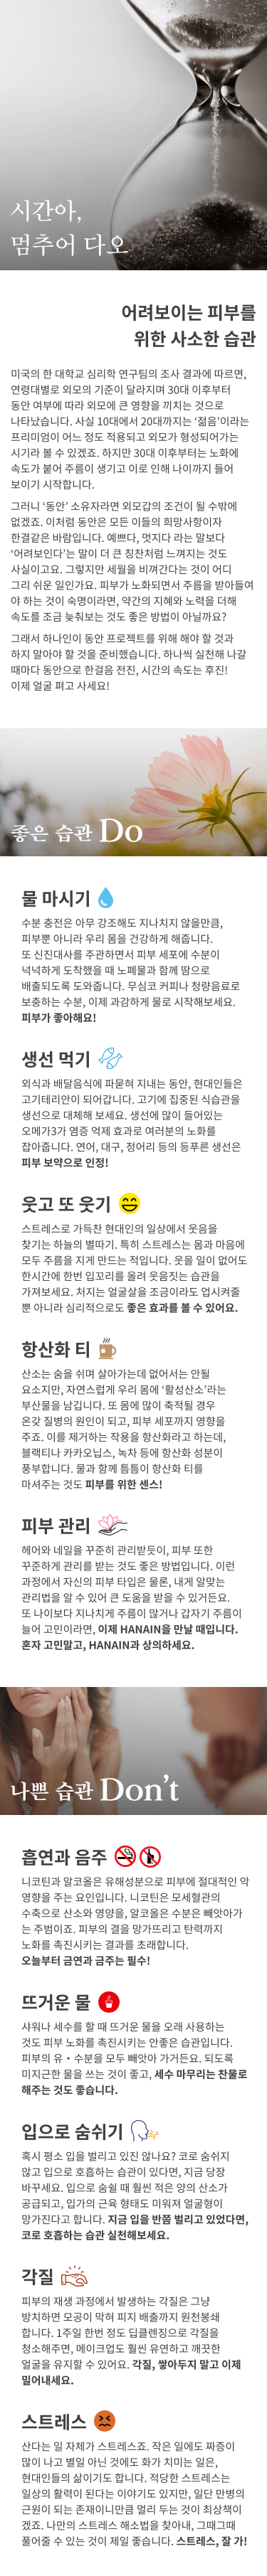 시간아,
멈추어 다오
어려보이는 피부를
위한 사소한 습관
미국의 한 대학교 심리학 연구팀의 조사 결과에 따르면,
연령대별로 외모의 기준이 달라지며 30대 이후부터
동안 여부에 따라 외모에 큰 영향을 끼치는 것으로
나타났습니다. 사실 10대에서 20대까지는 ‘젊음’이라는
프리미엄이 어느 정도 적용되고 외모가 형성되어가는
시기라 볼 수 있겠죠. 하지만 30대 이후부터는 노화에
속도가 붙어 주름이 생기고 이로 인해 나이까지 들어
보이기 시작합니다.
그러니 ‘동안’ 소유자라면 외모갑의 조건이 될 수밖에
없겠죠. 이처럼 동안은 모든 이들의 희망사항이자
한결같은 바람입니다. 예쁘다, 멋지다 라는 말보다
‘어려보인다’는 말이 더 큰 칭찬처럼 느껴지는 것도
사실이고요. 그렇지만 세월을 비껴간다는 것이 어디
그리 쉬운 일인가요. 피부가 노화되면서 주름을 받아들여
야 하는 것이 숙명이라면, 약간의 지혜와 노력을 더해
속도를 조금 늦춰보는 것도 좋은 방법이 아닐까요?
그래서 하나인이 동안 프로젝트를 위해 해야 할 것과
하지 말아야 할 것을 준비했습니다. 하나씩 실천해 나갈
때마다 동안으로 한걸음 전진, 시간의 속도는 후진!
이제 얼굴 펴고 사세요!
좋은 습관 Do
물 마시기
수분 충전은 아무 강조해도 지나치지 않을만큼,
피부뿐 아니라 우리 몸을 건강하게 해줍니다.
또 신진대사를 주관하면서 피부 세포에 수분이
넉넉하게 도착했을 때 노폐물과 함께 땀으로
배출되도록 도와줍니다. 무심코 커피나 청량음료로
보충하는 수분, 이제 과감하게 물로 시작해보세요.
피부가 좋아해요!
생선 먹기
외식과 배달음식에 파묻혀 지내는 동안, 현대인들은
고기테리안이 되어갑니다. 고기에 집중된 식습관을
생선으로 대체해 보세요. 생선에 많이 들어있는
오메가3가 염증 억제 효과로 여러분의 노화를
잡아줍니다. 연어, 대구, 정어리 등의 등푸른 생선은
피부 보약으로 인정!
웃고 또 웃기
스트레스로 가득찬 현대인의 일상에서 웃음을
찾기는 하늘의 별따기. 특히 스트레스는 몸과 마음에
모두 주름을 지게 만드는 적입니다. 웃을 일이 없어도
한시간에 한번 입꼬리를 올려 웃음짓는 습관을
가져보세요. 처지는 얼굴살을 조금이라도 업시켜줄
뿐 아니라 심리적으로도 좋은 효과를 볼 수 있어요.
항산화 티
산소는 숨을 쉬며 살아가는데 없어서는 안될
요소지만, 자연스럽게 우리 몸에 ‘활성산소’라는
부산물을 남깁니다. 또 몸에 많이 축적될 경우
온갖 질병의 원인이 되고, 피부 세포까지 영향을
주죠. 이를 제거하는 작용을 항산화라고 하는데,
블랙티나 카카오닙스, 녹차 등에 항산화 성분이
풍부합니다. 물과 함께 틈틈이 항산화 티를
마셔주는 것도 피부를 위한 센스!
피부 관리
헤어와 네일을 꾸준히 관리받듯이, 피부 또한
꾸준하게 관리를 받는 것도 좋은 방법입니다. 이런
과정에서 자신의 피부 타입은 물론, 내게 알맞는
관리법을 알 수 있어 큰 도움을 받을 수 있거든요.
또 나이보다 지나치게 주름이 많거나 갑자기 주름이
늘어 고민이라면, 이제 HANAIN을 만날 때입니다.
혼자 고민말고, HANAIN과 상의하세요.
나쁜 습관 Don’t
흡연과 음주
니코틴과 알코올은 유해성분으로 피부에 절대적인 악
영향을 주는 요인입니다. 니코틴은 모세혈관의
수축으로 산소와 영양을, 알코올은 수분은 빼앗아가
는 주범이죠. 피부의 결을 망가뜨리고 탄력까지
노화를 촉진시키는 결과를 초래합니다.
오늘부터 금연과 금주는 필수!
뜨거운 물
샤워나 세수를 할 때 뜨거운 물을 오래 사용하는
것도 피부 노화를 촉진시키는 안좋은 습관입니다.
피부의 유·수분을 모두 빼앗아 가거든요. 되도록
미지근한 물을 쓰는 것이 좋고, 세수 마무리는 찬물로
해주는 것도 좋습니다.
입으로 숨쉬기
혹시 평소 입을 벌리고 있진 않나요? 코로 숨쉬지
않고 입으로 호흡하는 습관이 있다면, 지금 당장
바꾸세요. 입으로 숨쉴 때 훨씬 적은 양의 산소가
공급되고, 입가의 근육 형태도 미워져 얼굴형이
망가진다고 합니다. 지금 입을 반쯤 벌리고 있었다면,
코로 호흡하는 습관 실천해보세요.
각질
피부의 재생 과정에서 발생하는 각질은 그냥
방치하면 모공이 막혀 피지 배출까지 원천봉쇄
합니다. 1주일 한번 정도 딥클렌징으로 각질을
청소해주면, 메이크업도 훨씬 유연하고 깨끗한
얼굴을 유지할 수 있어요. 각질, 쌓아두지 말고 이제
밀어내세요.
스트레스
산다는 일 자체가 스트레스죠. 작은 일에도 짜증이
많이 나고 별일 아닌 것에도 화가 치미는 일은,
현대인들의 삶이기도 합니다. 적당한 스트레스는
일상의 활력이 된다는 이야기도 있지만, 일단 만병의
근원이 되는 존재이니만큼 멀리 두는 것이 최상책이
겠죠. 나만의 스트레스 해소법을 찾아내, 그때그때
풀어줄 수 있는 것이 제일 좋습니다. 스트레스, 잘 가!